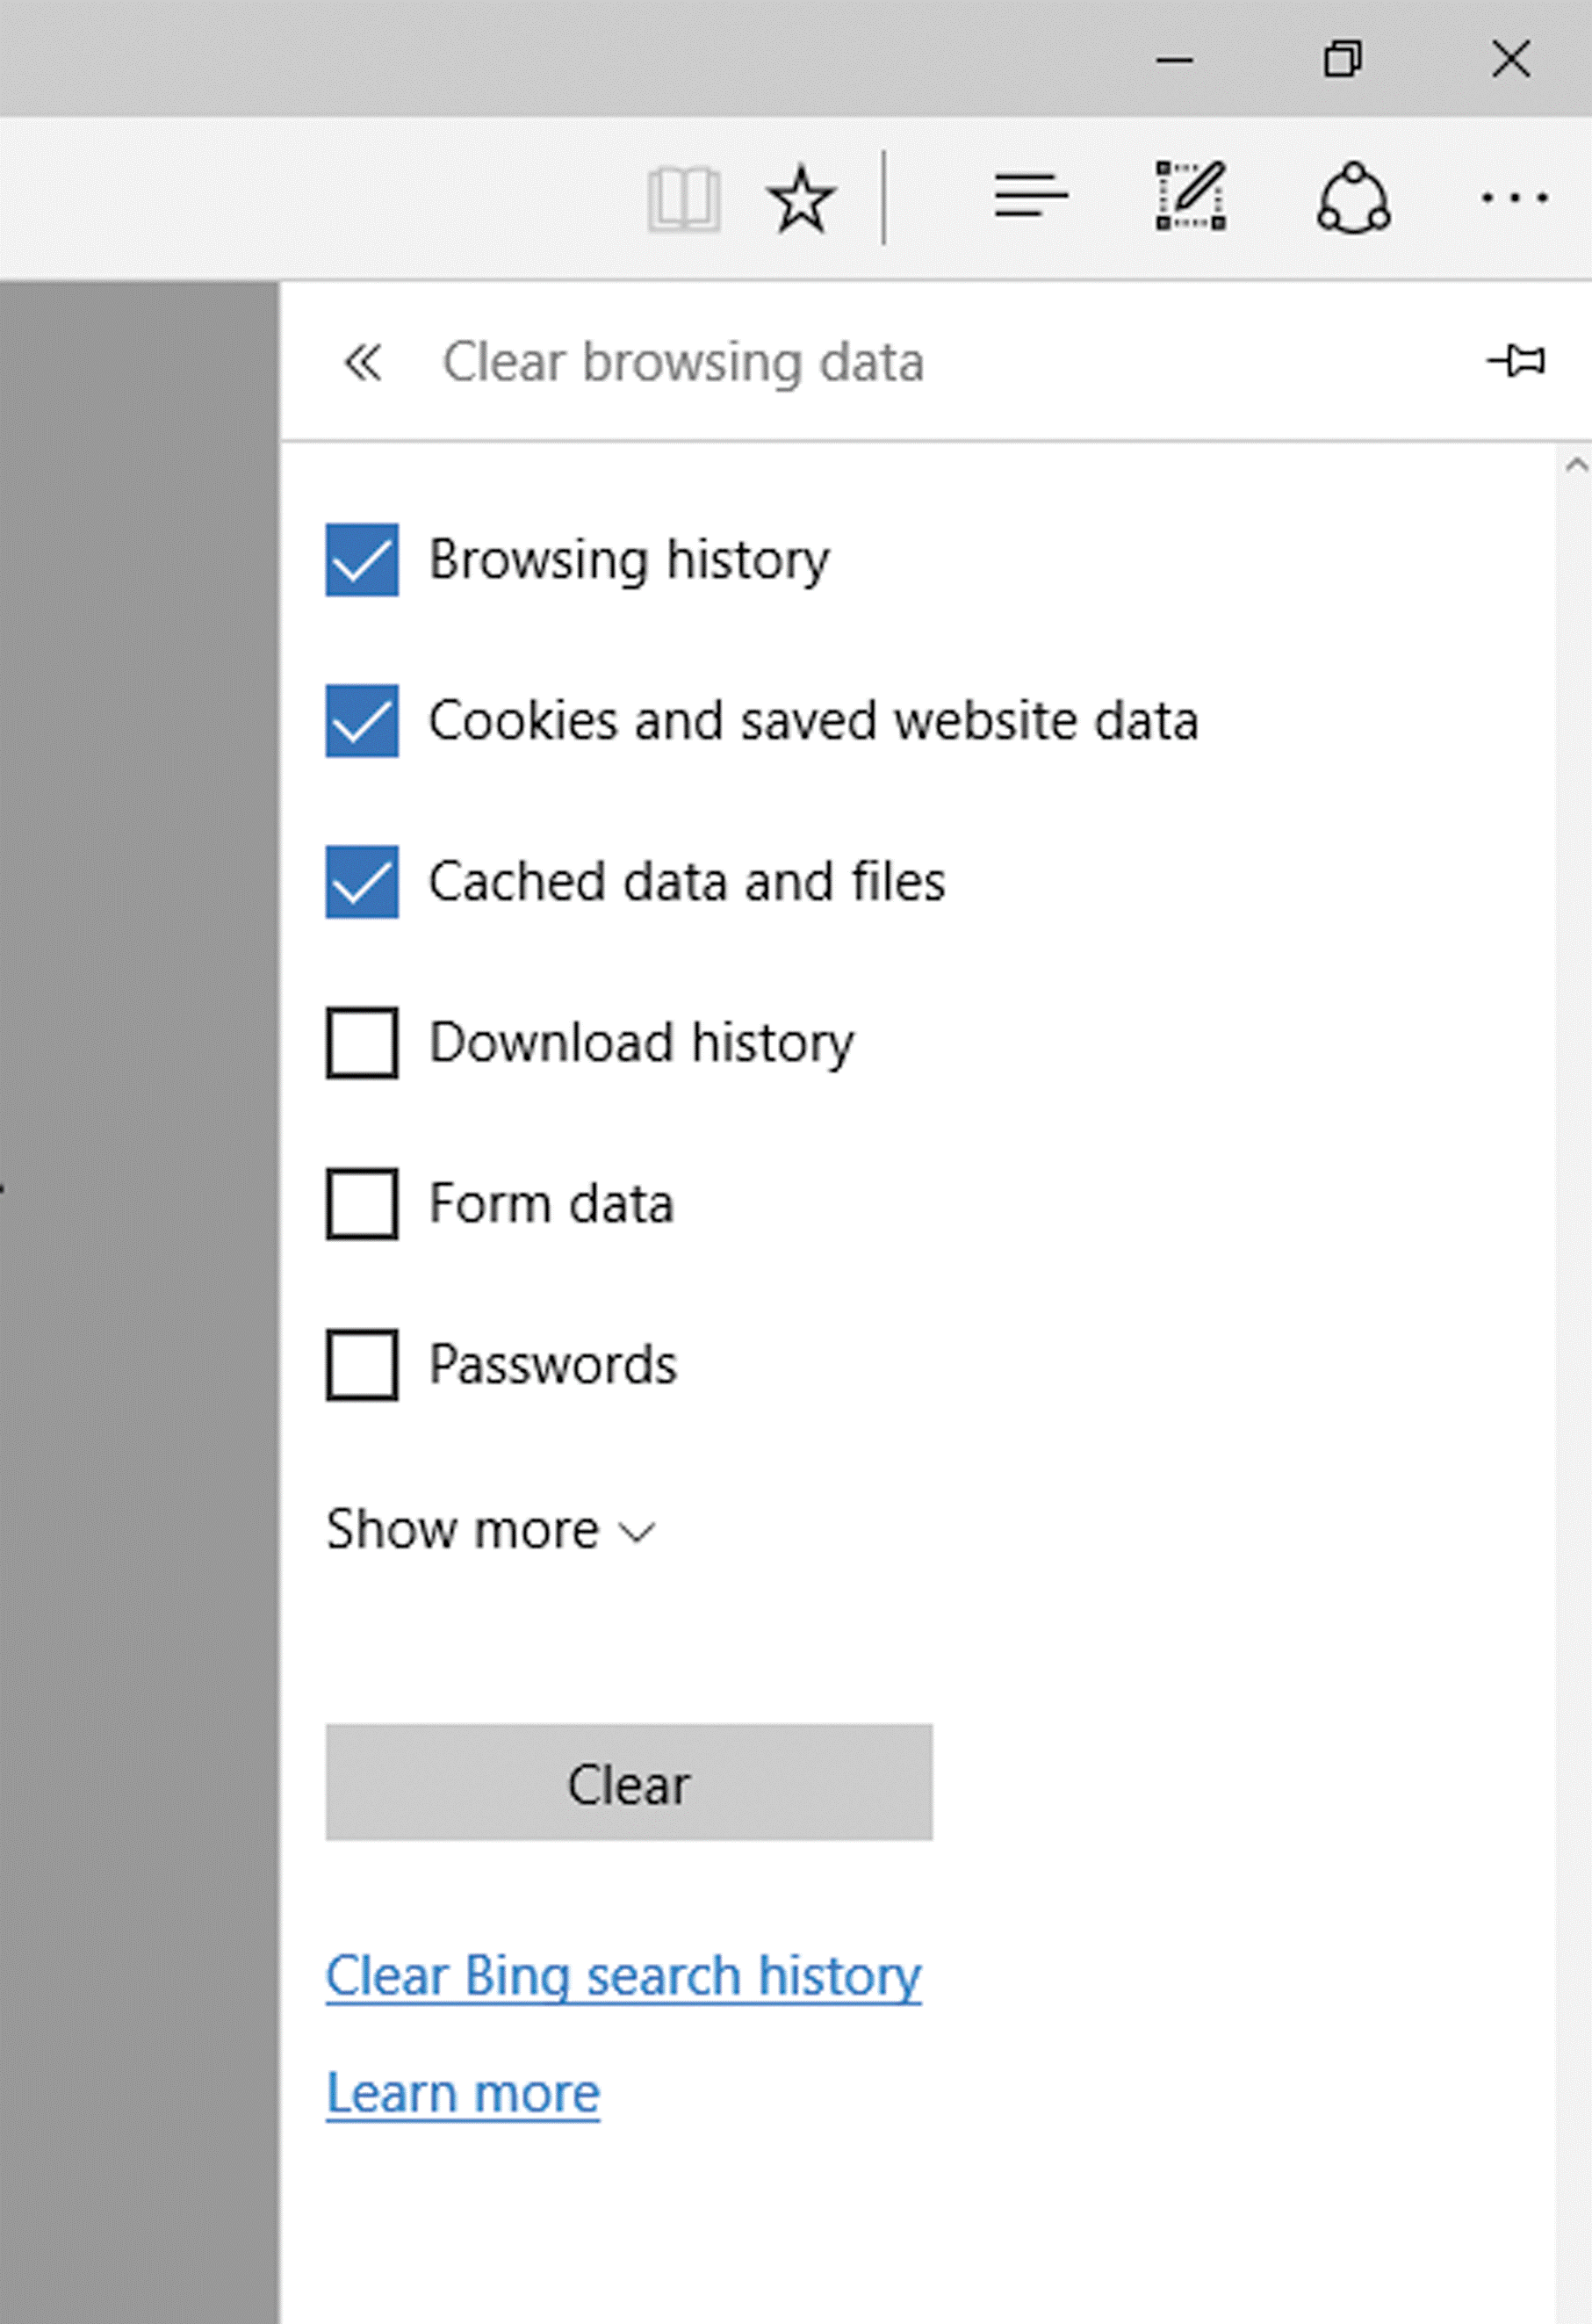 Clear browsing data
Browsing history
Cookies and saved website data
Cached data and files
Download history
Form data
Passwords
Show more
Clear
Clear Bing search history
Learn more